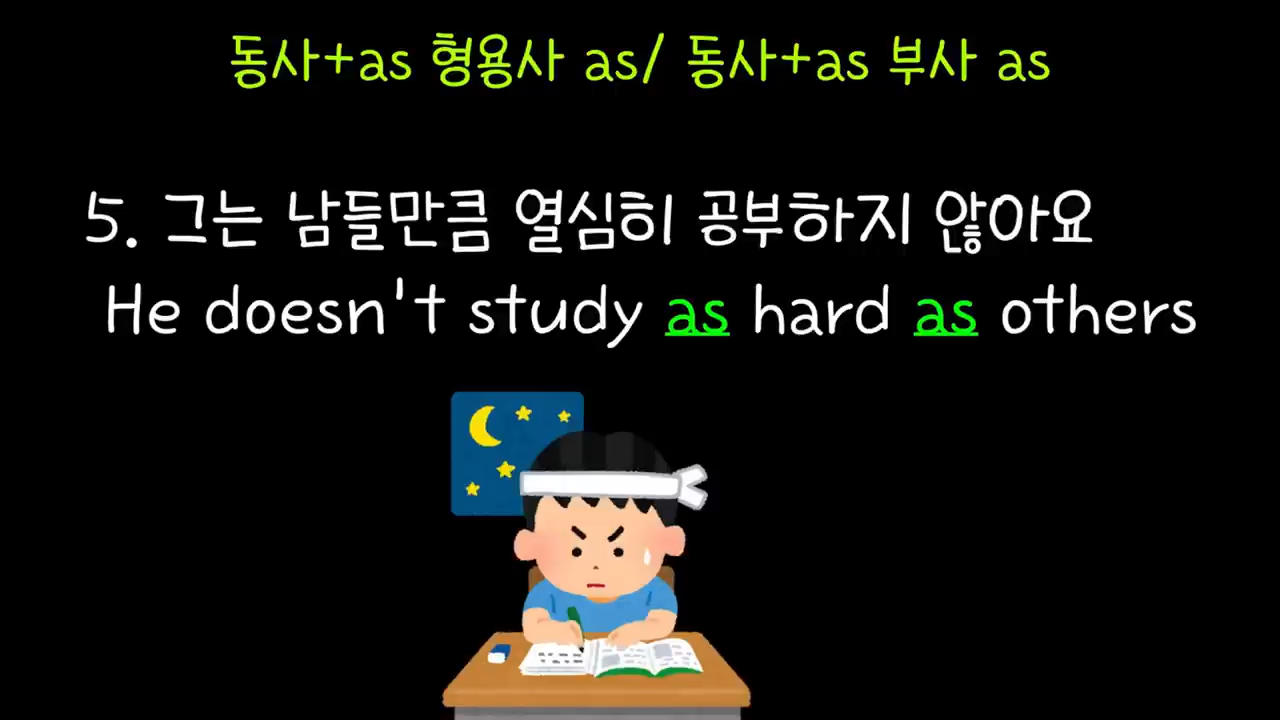 동사+as 형용사 as/ 동사+as 부사 as
5. 그는 남들만큼 열심히 공부하지 않아요
He doesn't study as hard as others